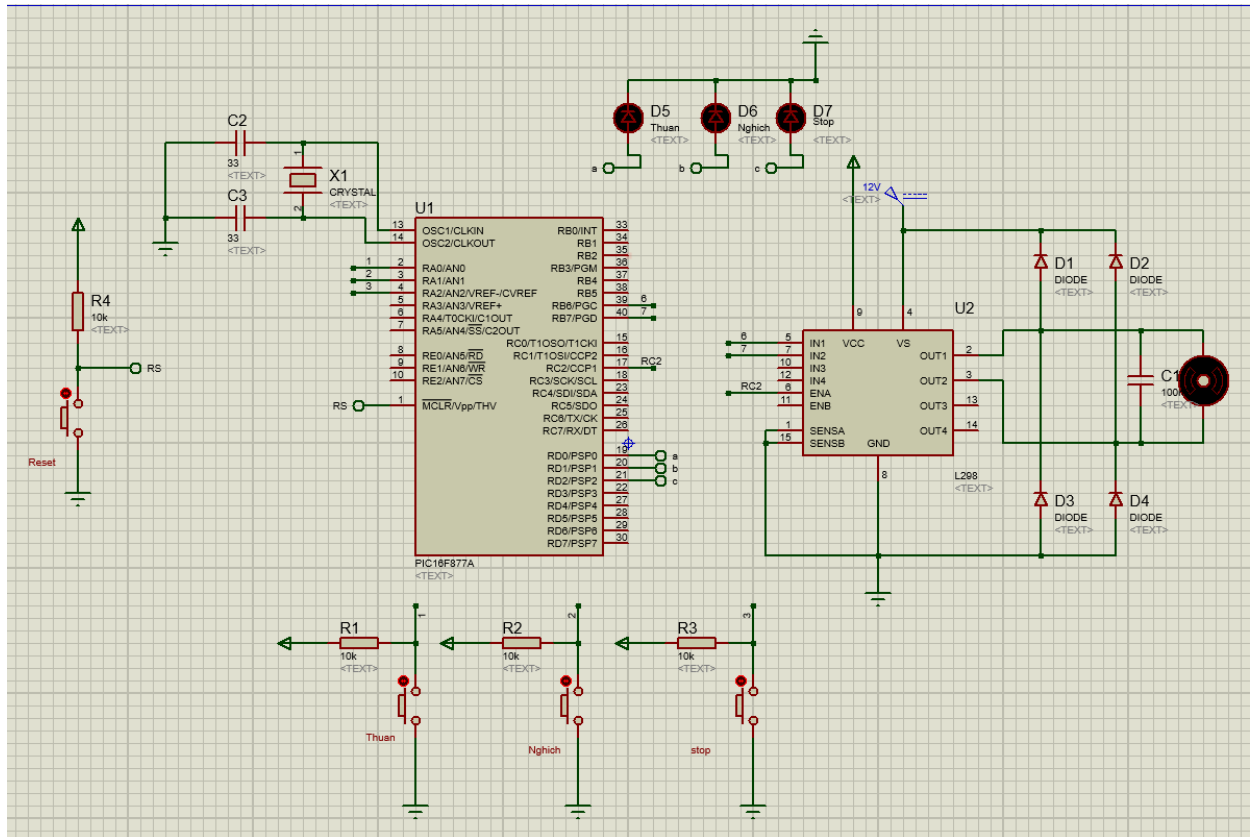 D5
Thuan
<TEXT>
D6
Nghich
<TEXT>
D7
Stop
<TEXT>
a
b
c
C2
33
<TEXT>
X1
CRYSTAL
<TEXT>
1
2
C3
33
<TEXT>
R4
10k
<TEXT>
RS
Reset
U1
13 OSC1/CLKIN
14 OSC2/CLKOUT
1 2 RA0/AN0
2 3 RA1/AN1
3 4 RA2/AN2/VREF-/CVREF
5 RA3/AN3/VREF+
6 RA4/T0CKI/C1OUT
7 RA5/AN4/SS/C2OUT
8 RE0/AN5/RD
9 RE1/AN6/WR
10 RE2/AN7/CS
RS 1 MCLR/Vpp/THV
RB0/INT 33
RB1 34
RB2 35
RB3/PGM 36
RB4 37
RB5 38
RB6/PGC 39 6
RB7/PGD 40 7
RC0/T1OSO/T1CKI 15
RC1/T1OSI/CCP2 16
RC2/CCP1 17 RC2
RC3/SCK/SCL 18
RC4/SDI/SDA 23
RC5/SDO 24
RC6/TX/CK 25
RC7/RX/DT 26
RD0/PSP0 19 a
RD1/PSP1 20 b
RD2/PSP2 21 c
RD3/PSP3 22
RD4/PSP4 27
RD5/PSP5 28
RD6/PSP6 29
RD7/PSP7 30
PIC16F877A
<TEXT>
12V
<TEXT>
U2
9
4
VCC
VS
6 5 IN1
7 7 IN2
10 IN3
12 IN4
RC2 6 ENA
11 ENB
1 SENSA
15 SENSB
GND
8
OUT1 2
OUT2 3
OUT3 13
OUT4 14
L298
<TEXT>
D1
DIODE
<TEXT>
D2
DIODE
<TEXT>
C1
D3
DIODE
<TEXT>
D4
DIODE
<TEXT>
R1
10k
<TEXT>
1
Thuan
R2
10k
<TEXT>
2
Nghich
R3
10k
<TEXT>
3
stop